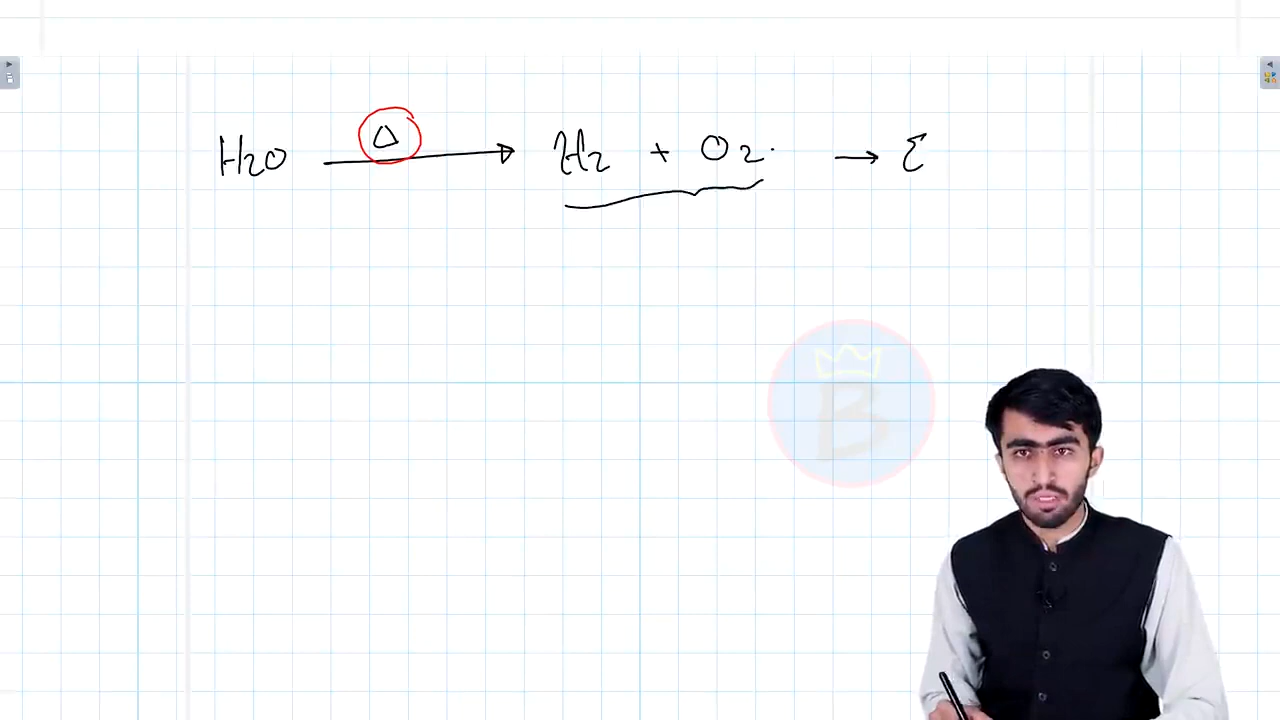 H2O △ → H2 + O2. → Ɛ
B